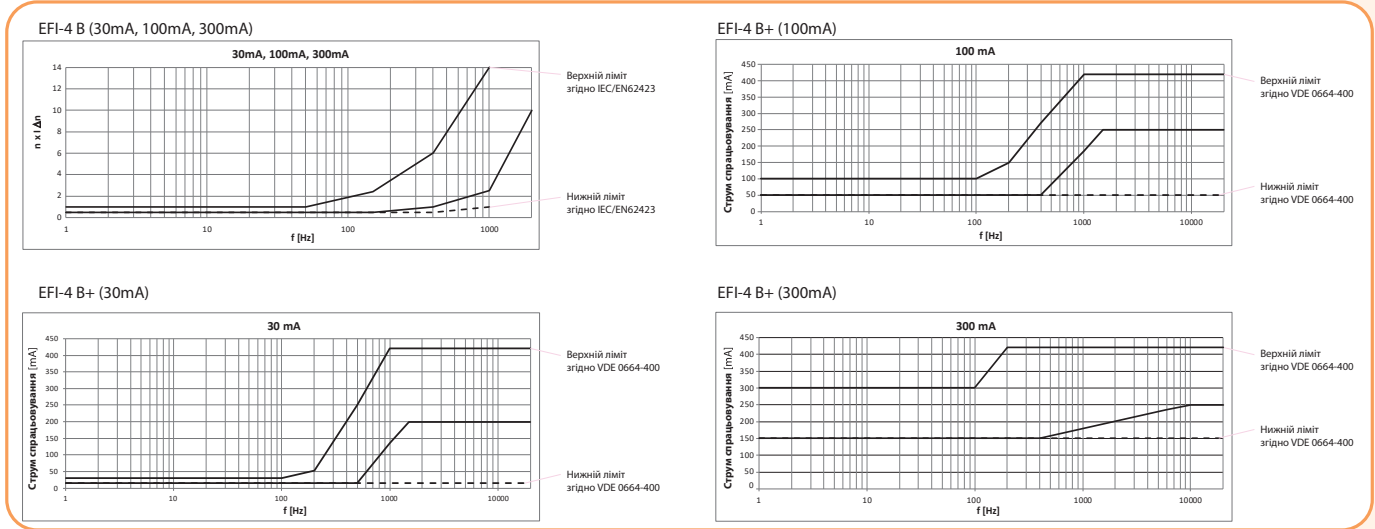 EFI-4 B (30mA, 100mA, 300mA)
30mA, 100mA, 300mA
14
12
10
8
6
4
2
0
n x I Δn
1
10
100
1000
f [Hz]
Верхній ліміт
згідно IEC/EN62423
Нижній ліміт
згідно IEC/EN62423
EFI-4 B+ (100mA)
100 mA
450
400
350
300
250
200
150
100
50
0
Струм спрацьовування [mA]
1
10
100
1000
10000
f [Hz]
Верхній ліміт
згідно VDE 0664-400
Нижній ліміт
згідно VDE 0664-400
EFI-4 B+ (30mA)
30 mA
450
400
350
300
250
200
150
100
50
0
Струм спрацьовування [mA]
1
10
100
1000
10000
f [Hz]
Верхній ліміт
згідно VDE 0664-400
Нижній ліміт
згідно VDE 0664-400
EFI-4 B+ (300mA)
300 mA
450
400
350
300
250
200
150
100
50
0
Струм спрацьовування [mA]
1
10
100
1000
10000
f [Hz]
Верхній ліміт
згідно VDE 0664-400
Нижній ліміт
згідно VDE 0664-400